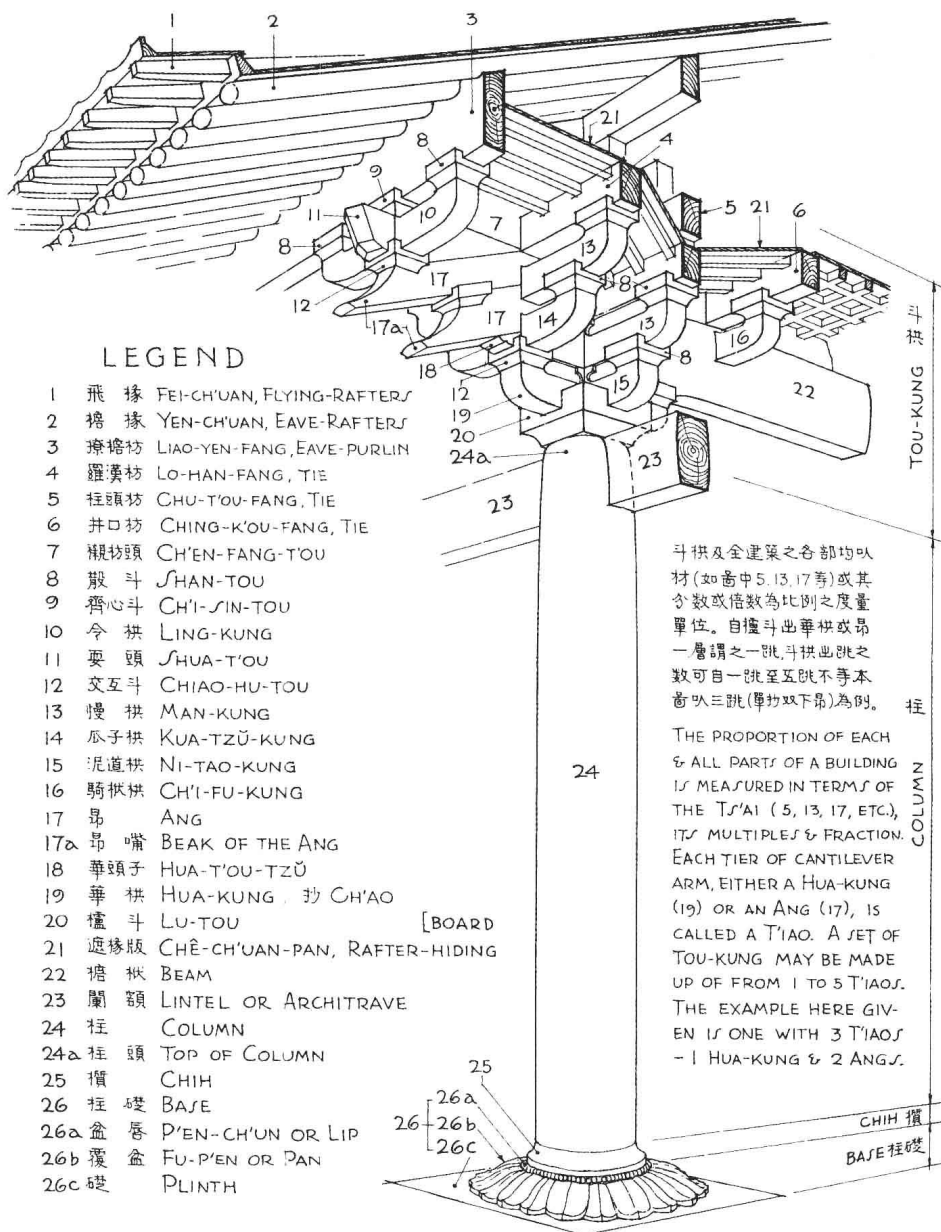 1 2 3
21
8 4
9
10 7 5 21 6
11
8 13
12 17 8
17 14 13 16
17a
18 8 22
12 15
19
20
24a 23
23
24
25
26a
26 26b
26c
LEGEND
1 飛椽 FEI-CH'UAN, FLYING-RAFTERS
2 檐椽 YEN-CH'UAN, EAVE-RAFTERS
3 撩檐枋 LIAO-YEN-FANG, EAVE-PURLIN
4 羅漢枋 LO-HAN-FANG, TIE
5 柱頭枋 CHU-T'OU-FANG, TIE
6 井口枋 CHING-K'OU-FANG, TIE
7 襯枋頭 CH'EN-FANG-T'OU
8 散斗 SHAN-TOU
9 齊心斗 CH'I-SIN-TOU
10 令栱 LING-KUNG
11 耍頭 SHUA-T'OU
12 交互斗 CHIAO-HU-TOU
13 慢栱 MAN-KUNG
14 瓜子栱 KUA-TZŬ-KUNG
15 泥道栱 NI-TAO-KUNG
16 騎栿栱 CH'I-FU-KUNG
17 昂 ANG
17a 昂嘴 BEAK OF THE ANG
18 華頭子 HUA-T'OU-TZŬ
19 華栱 HUA-KUNG. 抄 CH'AO
20 櫨斗 LU-TOU [BOARD
21 遮椽版 CHÊ-CH'UAN-PAN, RAFTER-HIDING
22 檐栿 BEAM
23 闌額 LINTEL OR ARCHITRAVE
24 柱 COLUMN
24a 柱頭 TOP OF COLUMN
25 櫍 CHIH
26 柱礎 BASE
26a 盆唇 P'EN-CH'UN OR LIP
26b 覆盆 FU-P'EN OR PAN
26c 礎 PLINTH
斗栱及全建築之各部均以
材(如圖中5.13.17等)或其
分数或倍数為比例之度量
單位。自櫨斗出華栱或昂
一層謂之一跳,斗栱出跳之
数可自一跳至五跳不等本
圖以三跳(單抄双下昂)為例。
THE PROPORTION OF EACH
& ALL PARTS OF A BUILDING
IS MEASURED IN TERMS OF
THE TS'AI (5, 13, 17, ETC.),
ITS MULTIPLES & FRACTION.
EACH TIER OF CANTILEVER
ARM, EITHER A HUA-KUNG
(19) OR AN ANG (17), IS
CALLED A T'IAO. A SET OF
TOU-KUNG MAY BE MADE
UP OF FROM 1 TO 5 T'IAOS.
THE EXAMPLE HERE GIV-
EN IS ONE WITH 3 T'IAOS
- 1 HUA-KUNG & 2 ANGS.
TOU-KUNG 斗栱
COLUMN 柱
CHIH 櫍
BASE 柱礎